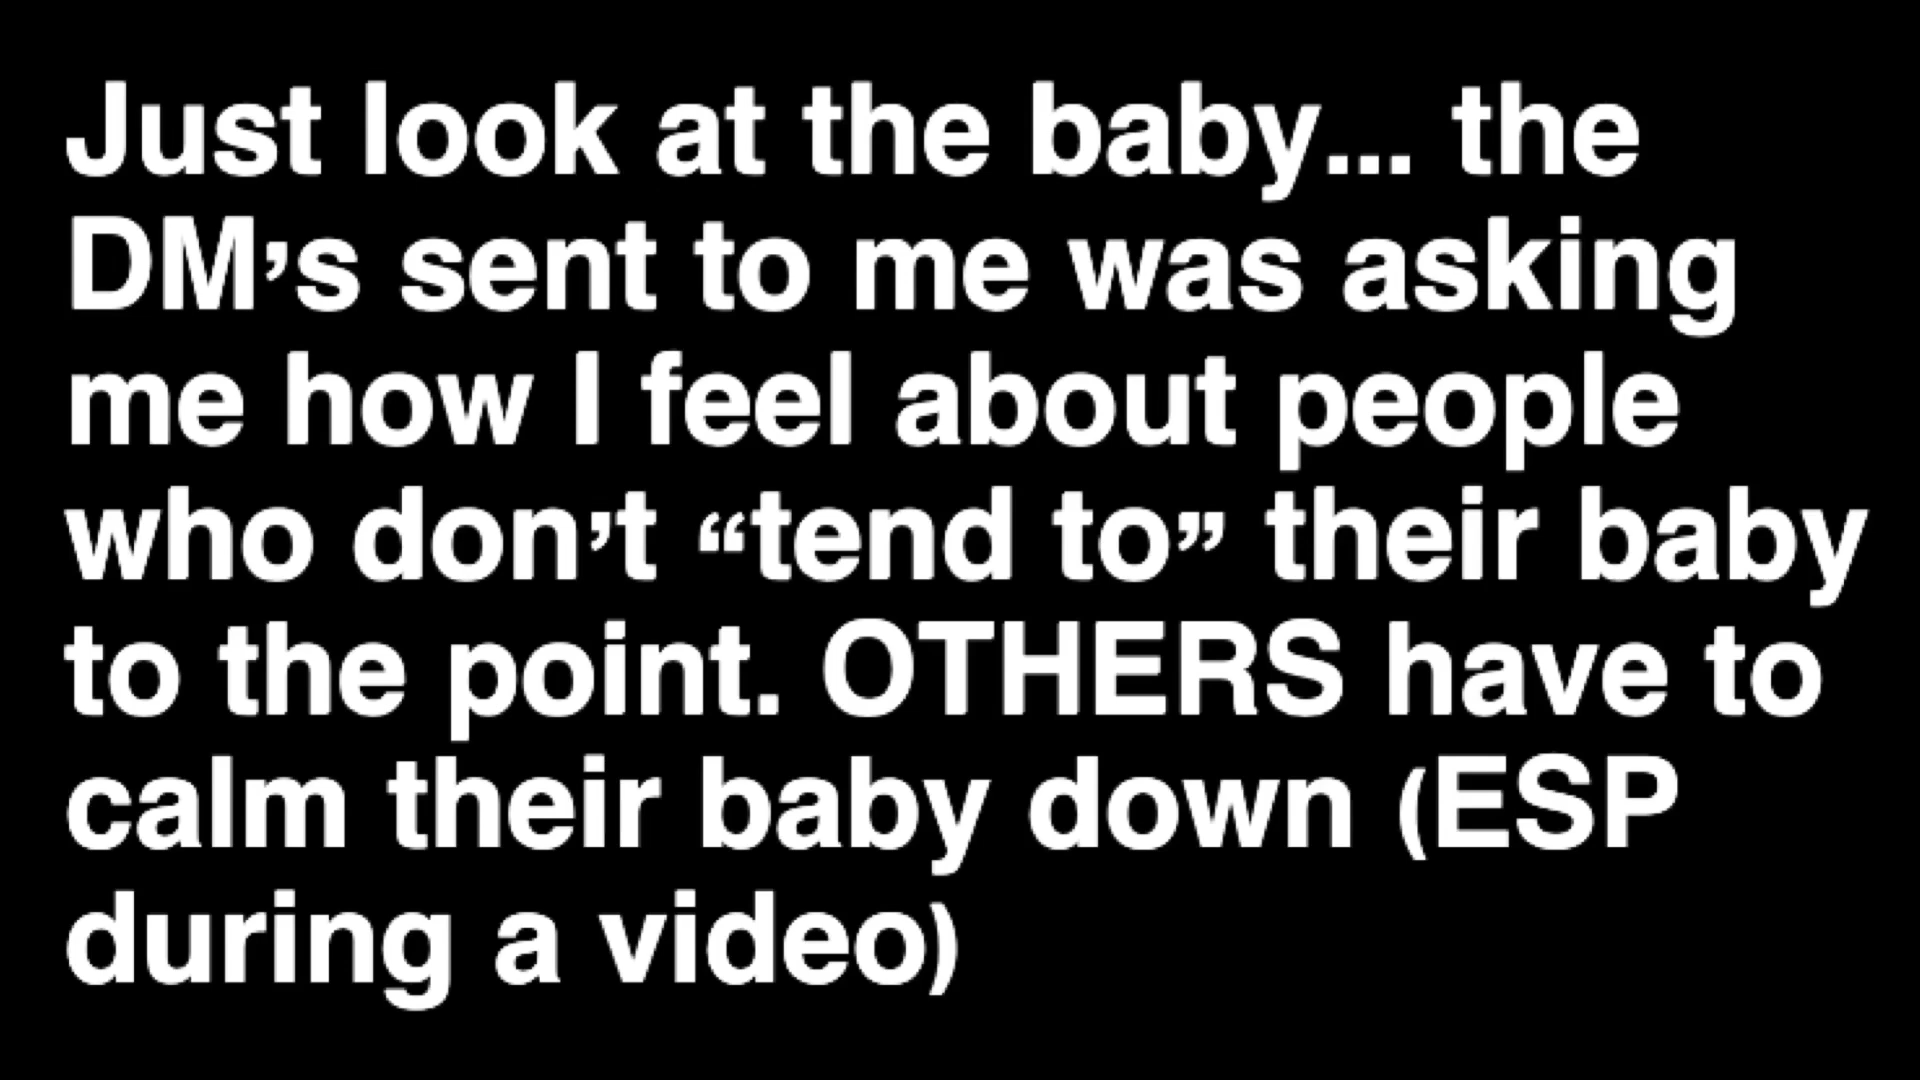 Just look at the baby... the
DM’s sent to me was asking
me how I feel about people
who don’t “tend to” their baby
to the point. OTHERS have to
calm their baby down (ESP
during a video)